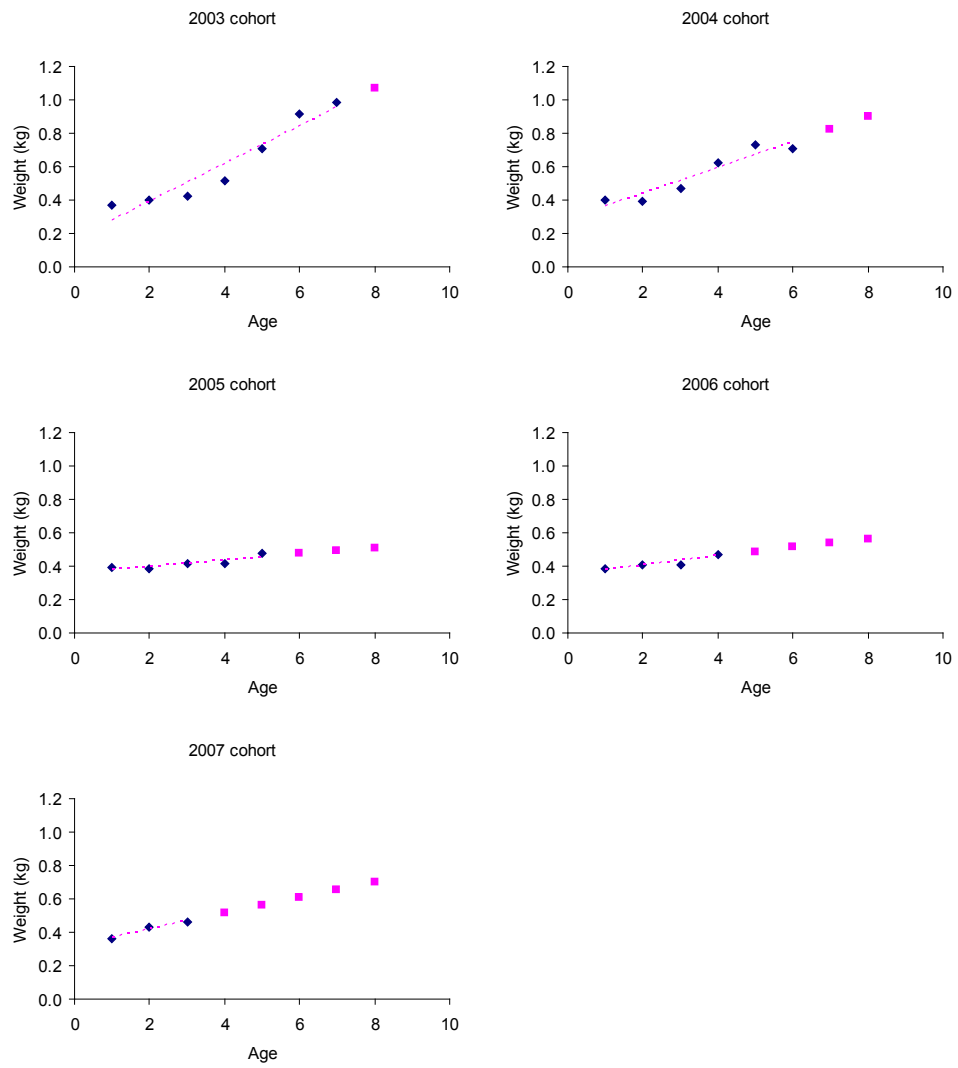 2003 cohort
1.2
1.0
0.8
0.6
0.4
0.2
0.0
Weight (kg)
0 2 4 6 8 10
Age
2004 cohort
1.2
1.0
0.8
0.6
0.4
0.2
0.0
Weight (kg)
0 2 4 6 8 10
Age
2005 cohort
1.2
1.0
0.8
0.6
0.4
0.2
0.0
Weight (kg)
0 2 4 6 8 10
Age
2006 cohort
1.2
1.0
0.8
0.6
0.4
0.2
0.0
Weight (kg)
0 2 4 6 8 10
Age
2007 cohort
1.2
1.0
0.8
0.6
0.4
0.2
0.0
Weight (kg)
0 2 4 6 8 10
Age